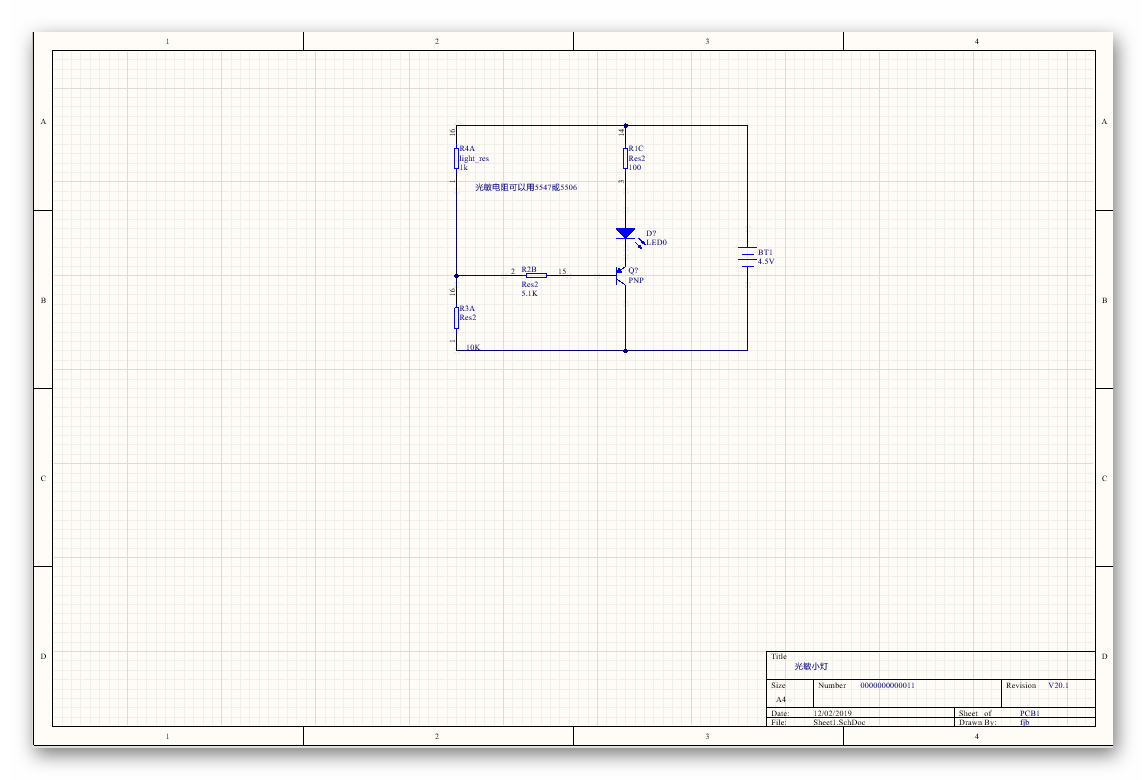 1 2 3 4
A A
16 14
R4A R1C
light_res Res2
1k 100
1 3
光敏电阻可以用5547或5506
D?
LED0
BT1
4.5V
2 R2B 15 Q?
Res2 PNP
5.1K
16
B B
R3A
Res2
1
10K
C C
D D
Title
光敏小灯
Size Number 0000000000011 Revision V20.1
A4
Date: 12/02/2019 Sheet of PCB1
File: Sheet1.SchDoc Drawn By: fjb
1 2 3 4